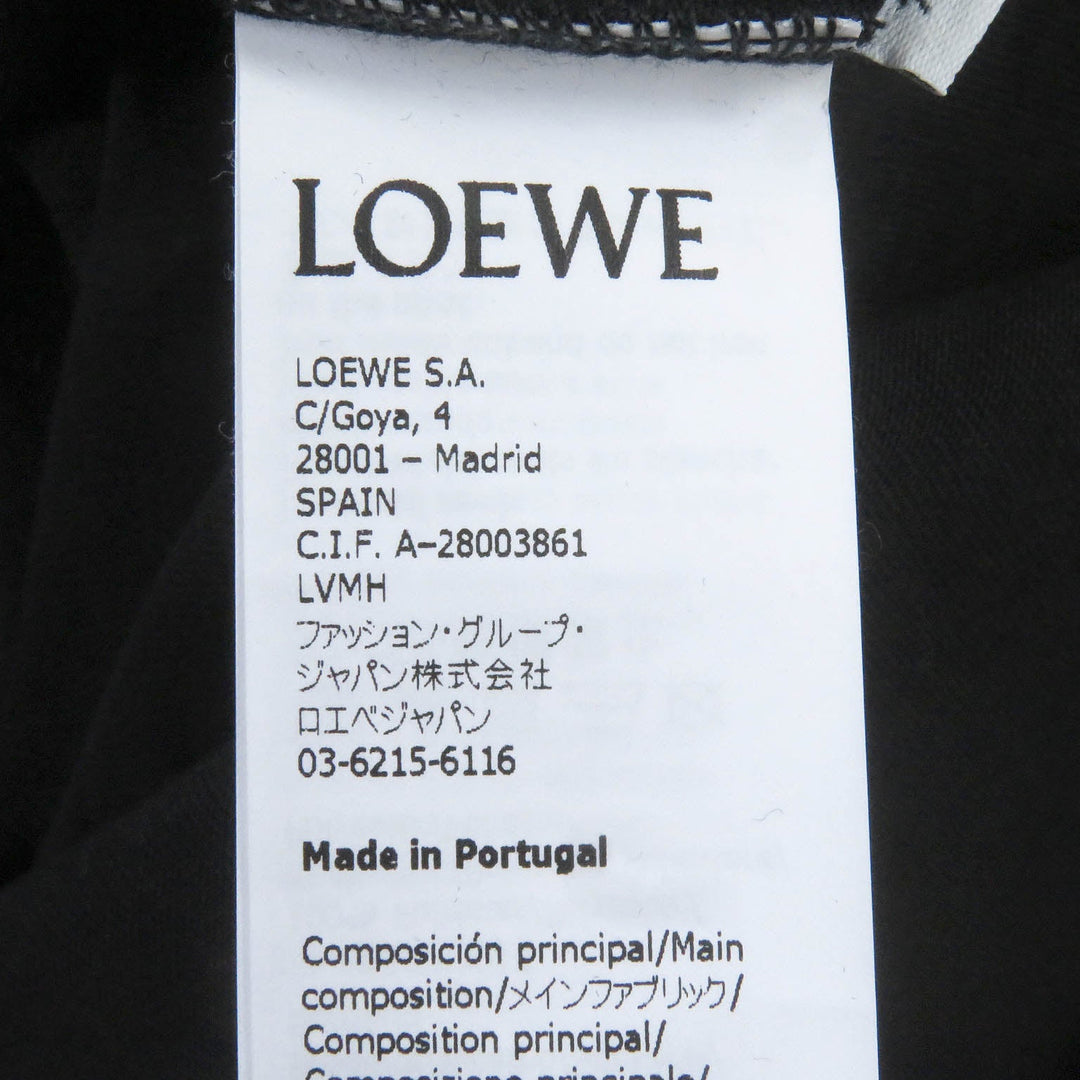 LOEWE
LOEWE S.A.
C/Goya, 4
28001 – Madrid
SPAIN
C.I.F. A–28003861
LVMH
ファッション・グループ・
ジャパン株式会社
ロエベジャパン
03-6215-6116
Made in Portugal
Composición principal/Main
composition/メインファブリック/
Composition principal/
Composizione principale/